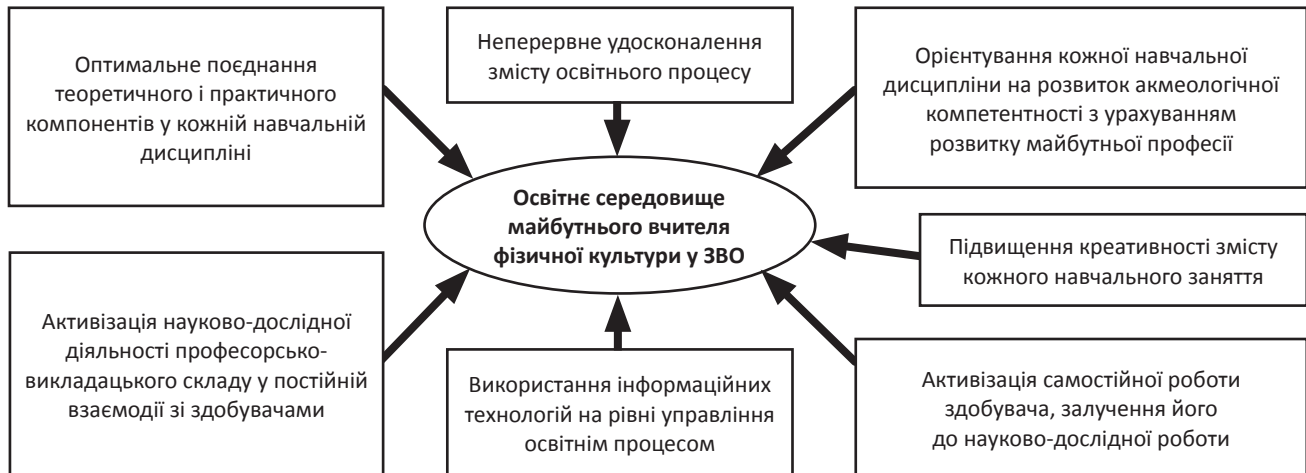 Оптимальне поєднання
теоретичного і практичного
компонентів у кожній навчальній
дисципліні
Неперервне удосконалення
змісту освітнього процесу
Орієнтування кожної навчальної
дисципліни на розвиток акмеологічної
компетентності з урахуванням
розвитку майбутньої професії
Освітнє середовище
майбутнього вчителя
фізичної культури у ЗВО
Підвищення креативності змісту
кожного навчального заняття
Активізація науково-дослідної
діяльності професорсько-
викладацького складу у постійній
взаємодії зі здобувачами
Використання інформаційних
технологій на рівні управління
освітнім процесом
Активізація самостійної роботи
здобувача, залучення його
до науково-дослідної роботи